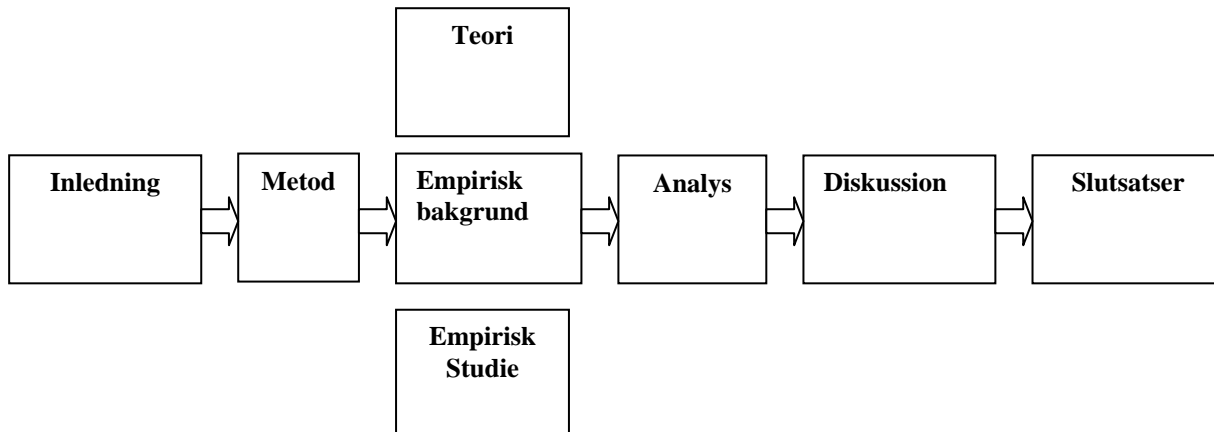 Teori
Inledning
Metod
Empirisk
bakgrund
Analys
Diskussion
Slutsatser
Empirisk
Studie